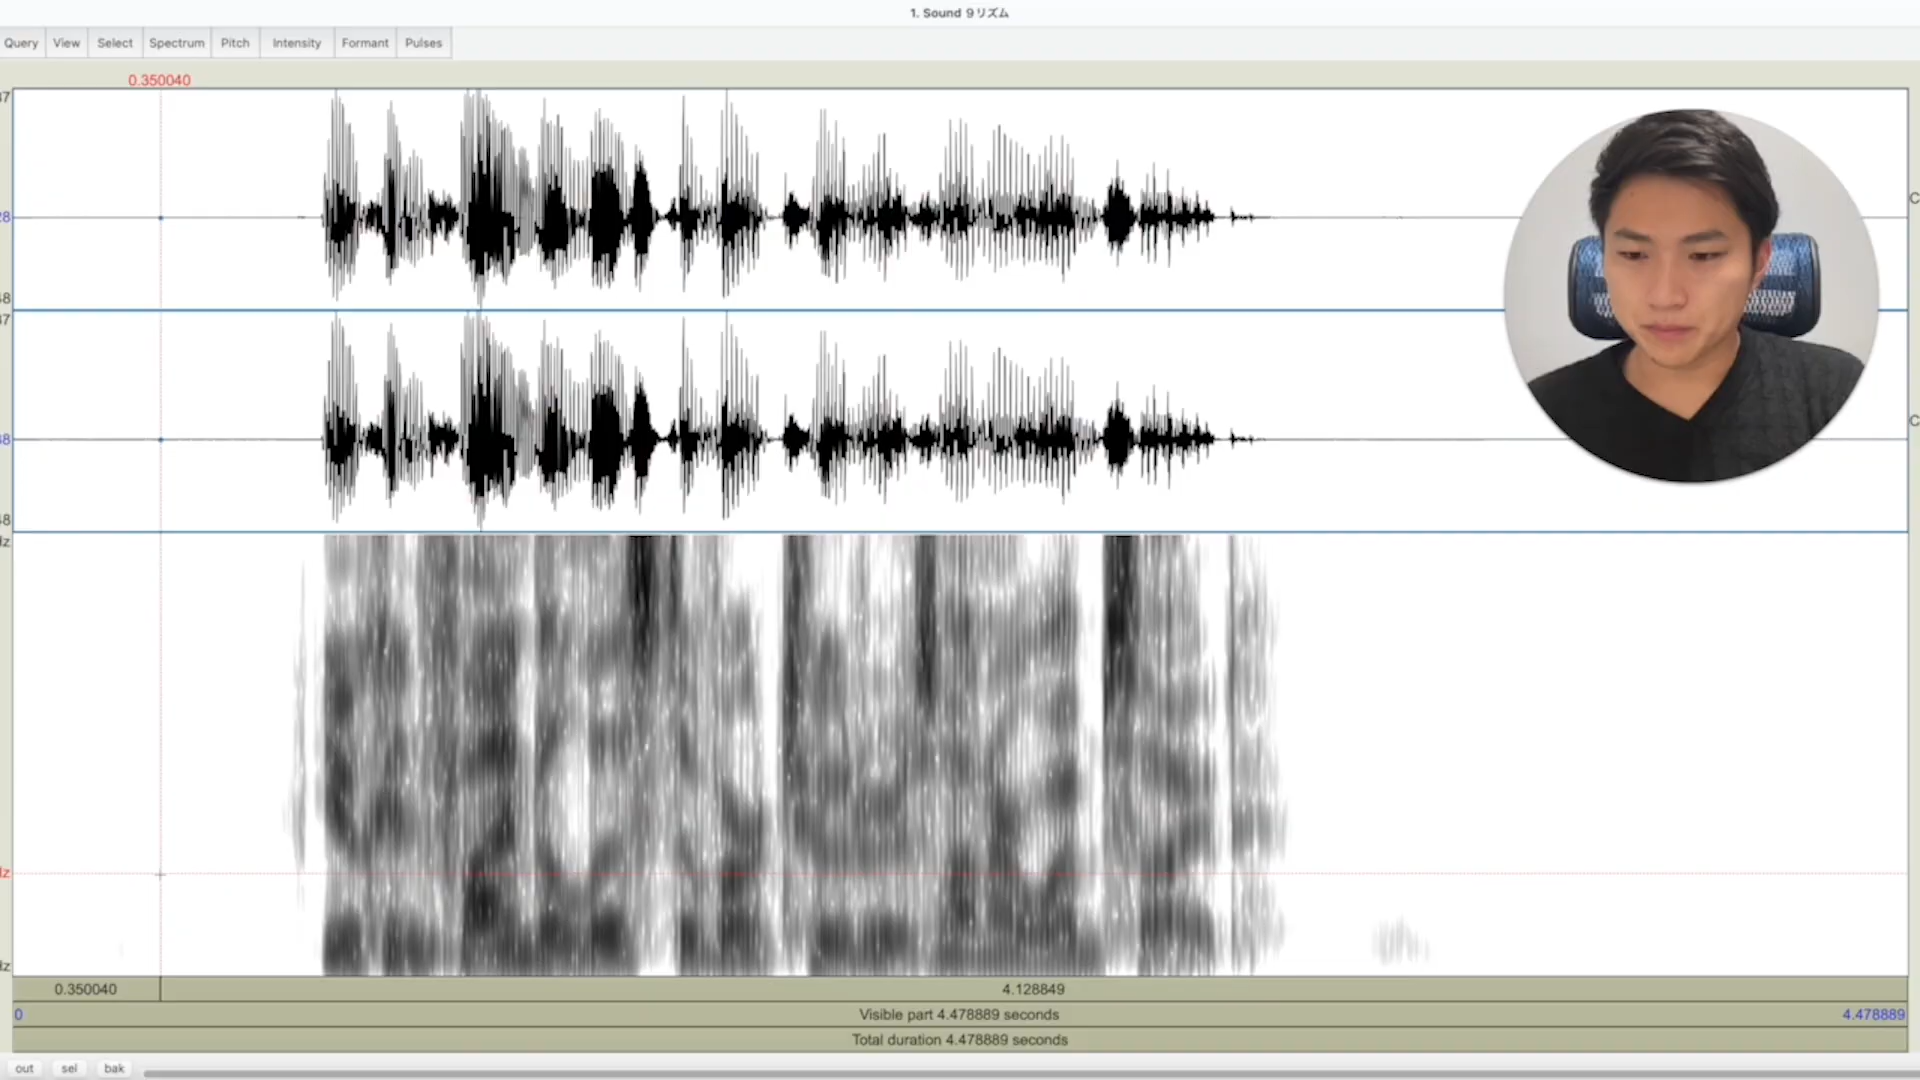 1. Sound 9リズム
Query View Select Spectrum Pitch Intensity Formant Pulses
0.350040
0.350040 4.128849
0 Visible part 4.478889 seconds 4.478889
Total duration 4.478889 seconds
out sel bak